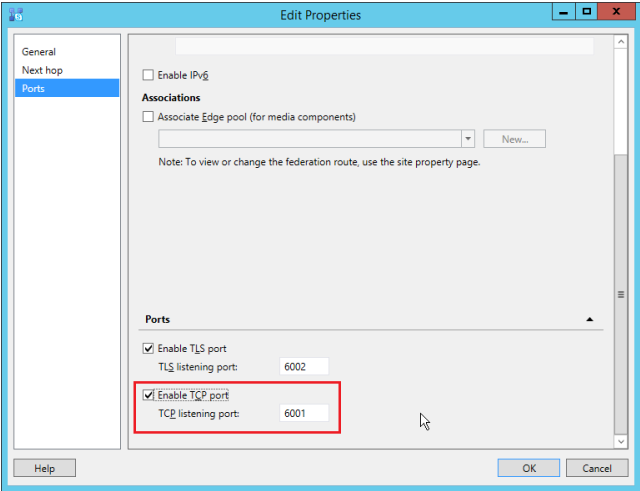 Edit Properties
General
Next hop
Ports
Enable IPv6
Associations
Associate Edge pool (for media components)
New...
Note: To view or change the federation route, use the site property page.
Ports
Enable TLS port
TLS listening port: 6002
Enable TCP port
TCP listening port: 6001
Help
OK
Cancel